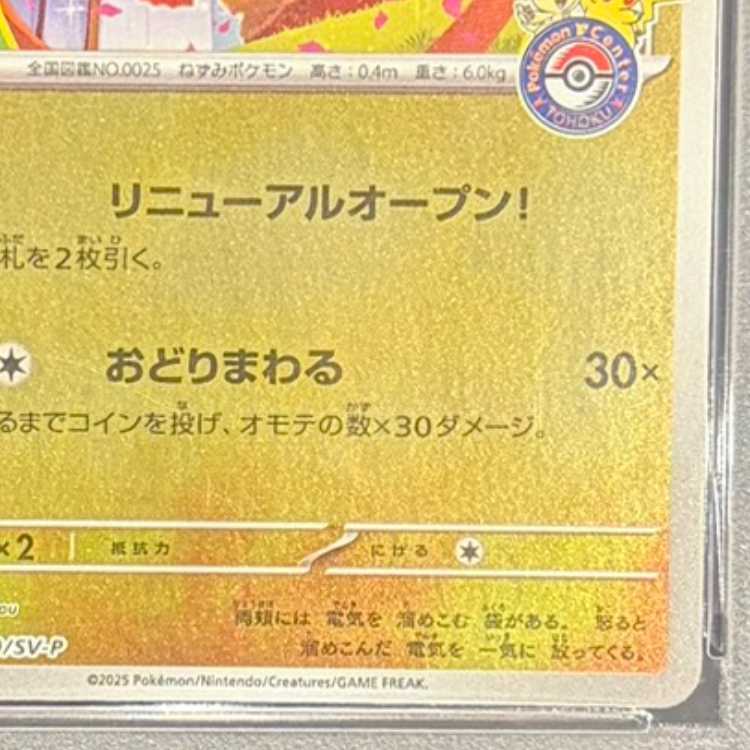 全国図鑑NO.0025 ねずみポケモン 高さ:0.4m 重さ:6.0kg
Pokémon Center
TOHOKU
リニューアルオープン!
札を2枚引く。
おどりまわる 30×
るまでコインを投げ、オモテの数×30ダメージ。
×2 抵抗力 にげる
ou
/SV-P
両頬には 電気を 溜めこむ 袋がある。 怒ると
溜めこんだ 電気を 一気に 放ってくる。
©2025 Pokémon/Nintendo/Creatures/GAME FREAK.